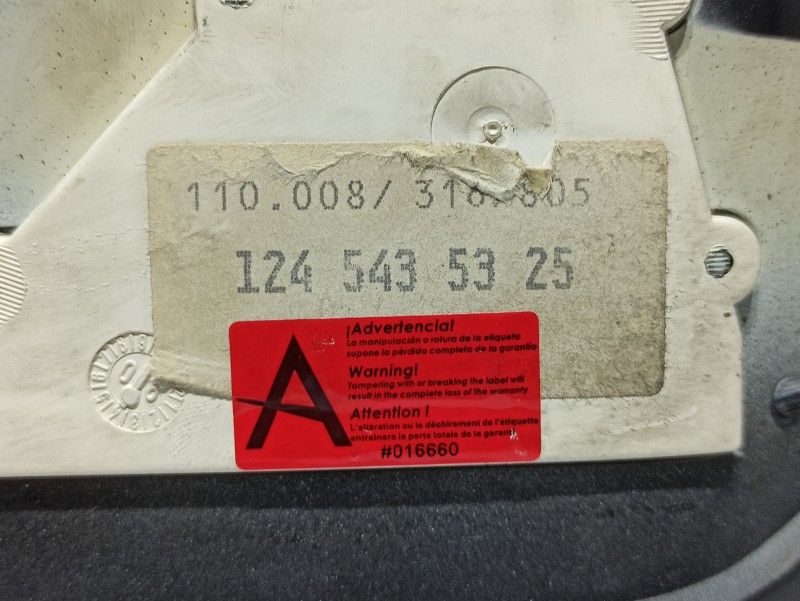 110.008/ 316.805
124 543 53 25
A
¡Advertencia!
La manipulación o rotura de la etiqueta
supone la pérdida completa de la garantía
Warning!
Tampering with or breaking the label will
result in the complete loss of the warranty
Attention !
L'altération ou le déchirement de l'étiquette
entraînera la perte totale de la garantie
#016660